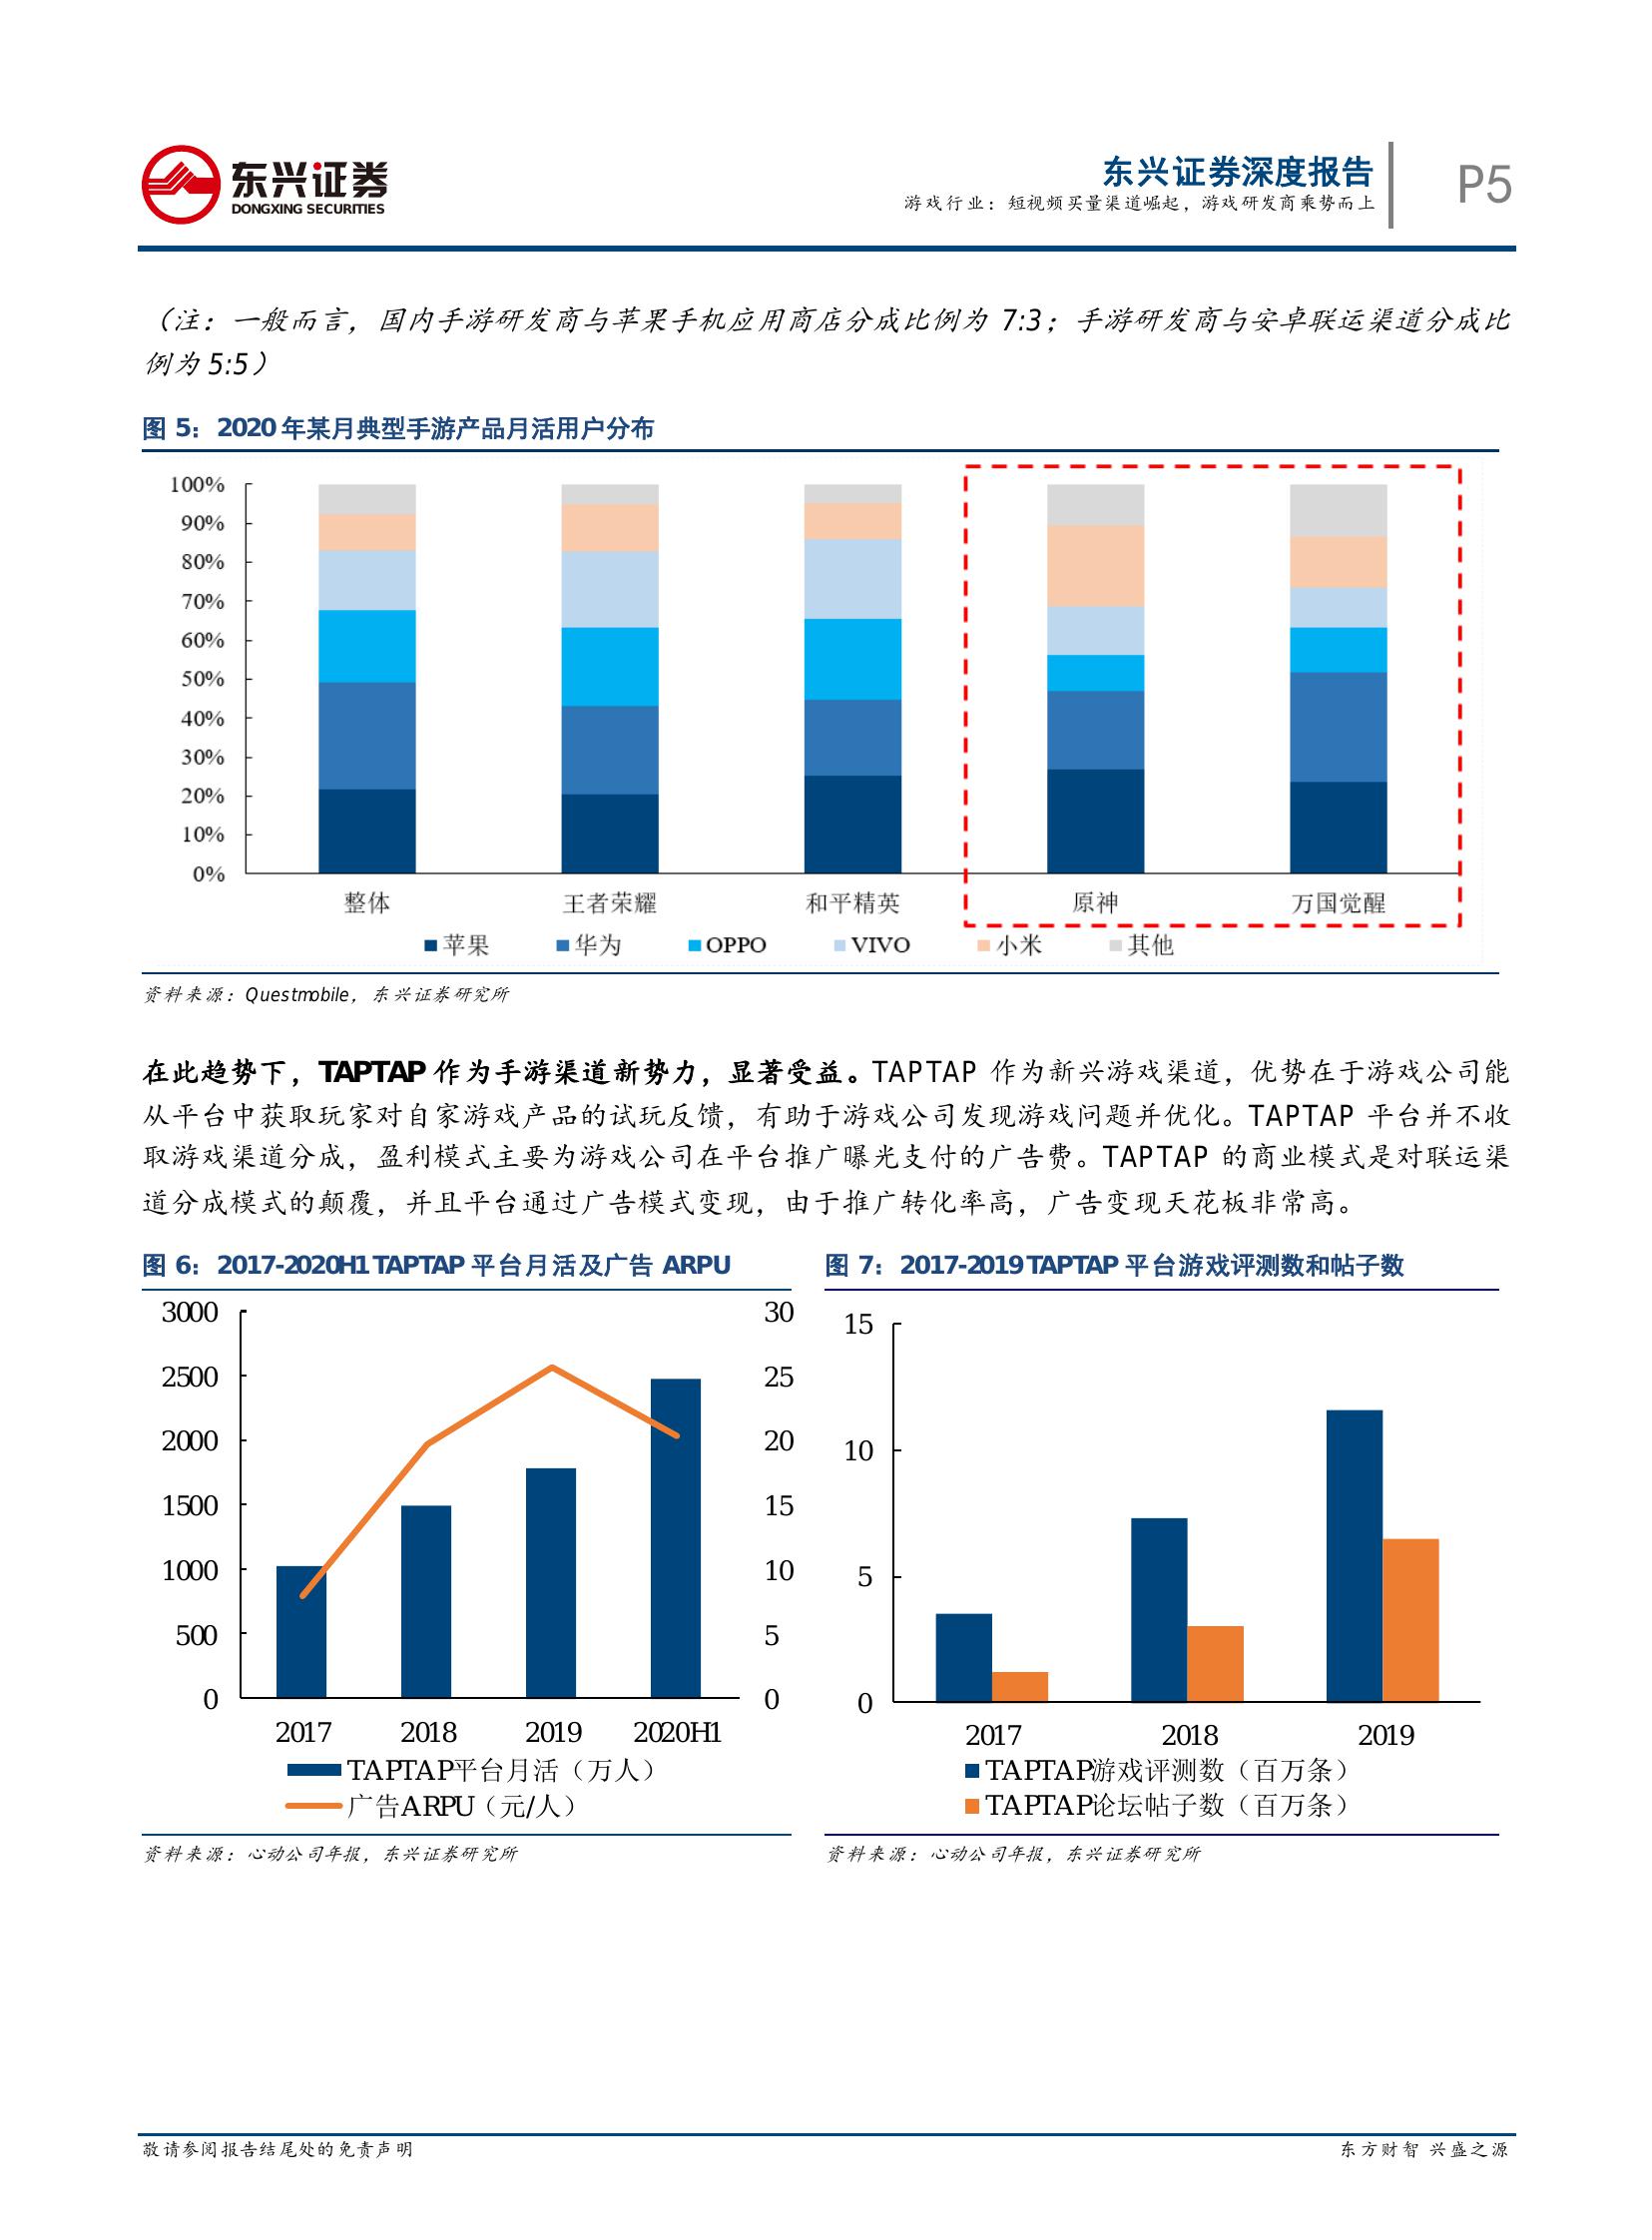 东兴证券
DONGXING SECURITIES
东兴证券深度报告
游戏行业：短视频买量渠道崛起，游戏研发商乘势而上
P5
（注：一般而言，国内手游研发商与苹果手机应用商店分成比例为 7:3；手游研发商与安卓联运渠道分成比
例为 5:5）
图 5：2020 年某月典型手游产品月活用户分布
100%
90%
80%
70%
60%
50%
40%
30%
20%
10%
0%
整体 王者荣耀 和平精英 原神 万国觉醒
苹果 华为 OPPO VIVO 小米 其他
资料来源：Questmobile，东兴证券研究所
在此趋势下，TAPTAP 作为手游渠道新势力，显著受益。TAPTAP 作为新兴游戏渠道，优势在于游戏公司能
从平台中获取玩家对自家游戏产品的试玩反馈，有助于游戏公司发现游戏问题并优化。TAPTAP 平台并不收
取游戏渠道分成，盈利模式主要为游戏公司在平台推广曝光支付的广告费。TAPTAP 的商业模式是对联运渠
道分成模式的颠覆，并且平台通过广告模式变现，由于推广转化率高，广告变现天花板非常高。
图 6：2017-2020H1 TAPTAP 平台月活及广告 ARPU
3000 30
2500 25
2000 20
1500 15
1000 10
500 5
0 0
2017 2018 2019 2020H1
TAPTAP平台月活（万人）
广告ARPU（元/人）
资料来源：心动公司年报，东兴证券研究所
图 7：2017-2019 TAPTAP 平台游戏评测数和帖子数
15
10
5
0
2017 2018 2019
TAPTAP游戏评测数（百万条）
TAPTAP论坛帖子数（百万条）
资料来源：心动公司年报，东兴证券研究所
敬请参阅报告结尾处的免责声明
东方财智 兴盛之源